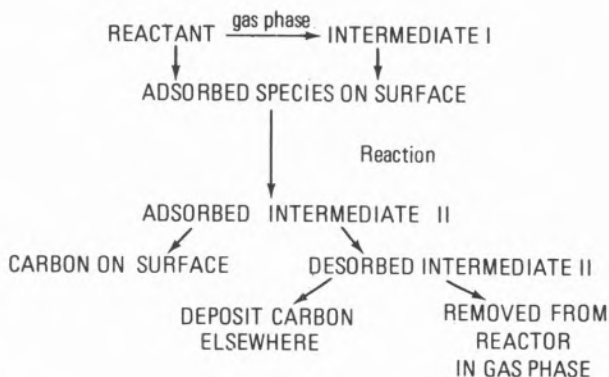 gas phase
REACTANT INTERMEDIATE I
ADSORBED SPECIES ON SURFACE
Reaction
ADSORBED INTERMEDIATE II
CARBON ON SURFACE DESORBED INTERMEDIATE II
DEPOSIT CARBON REMOVED FROM
ELSEWHERE REACTOR
IN GAS PHASE